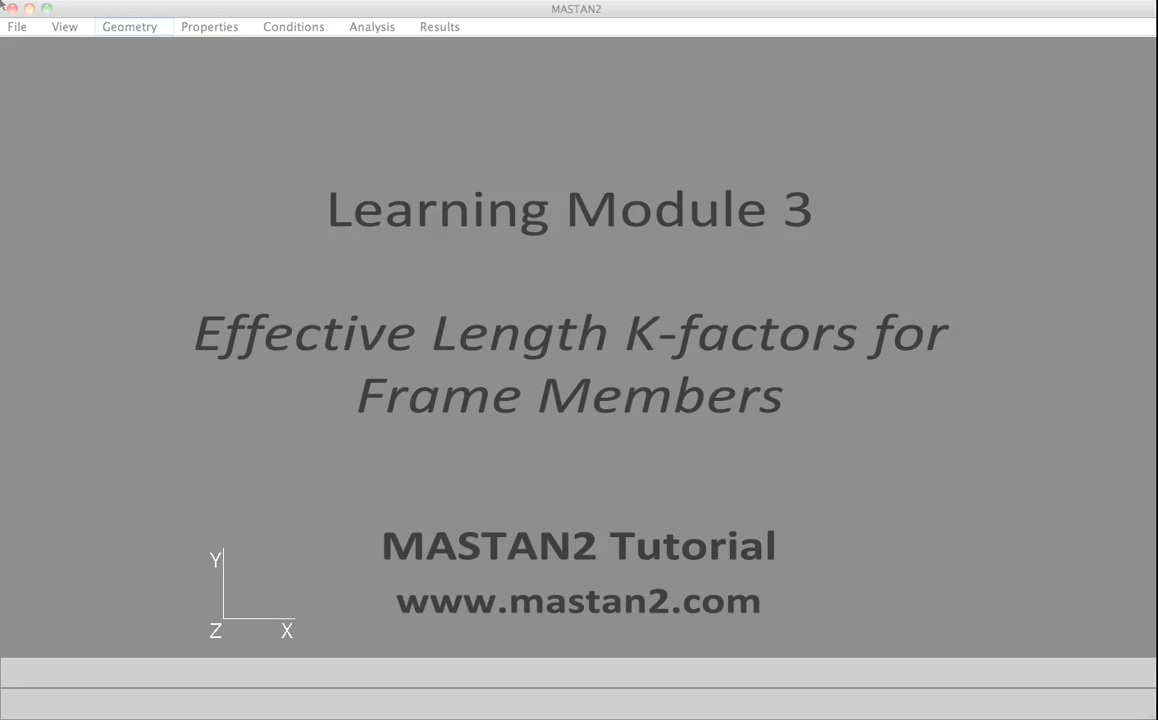 MASTAN2
File View Geometry Properties Conditions Analysis Results
Learning Module 3
Effective Length K-factors for
Frame Members
MASTAN2 Tutorial
www.mastan2.com
Y
Z X